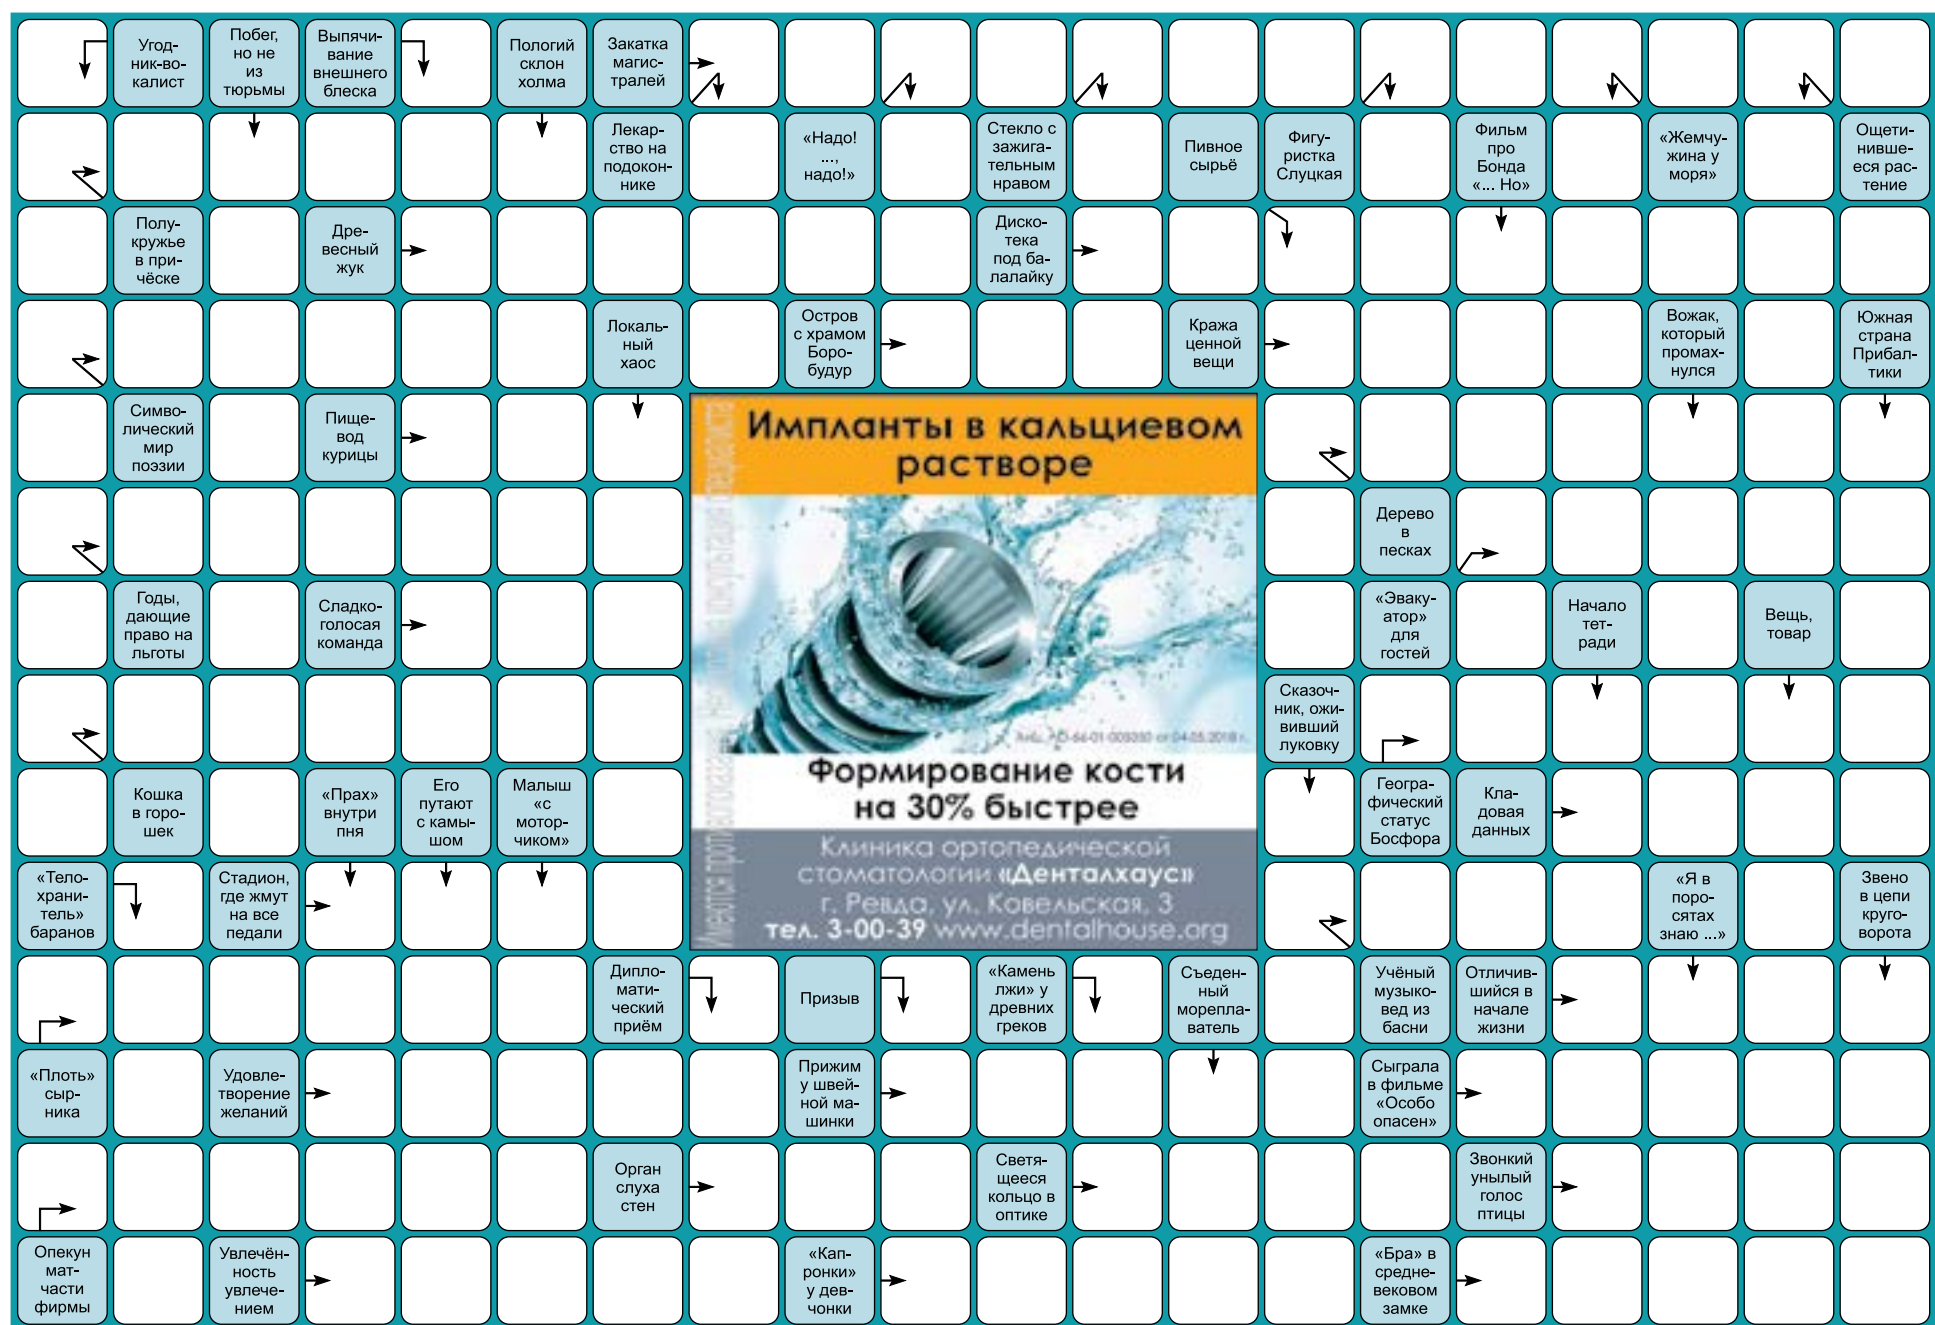 Угод-
ник-во-
калист
Побег,
но не
из
тюрьмы
Выпячи-
вание
внешнего
блеска
Пологий
склон
холма
Закатка
магис-
тралей
Лекар-
ство на
подокон-
нике
«Надо!
...,
надо!»
Стекло с
зажига-
тельным
нравом
Пивное
сырьё
Фигу-
ристка
Слуцкая
Фильм
про
Бонда
«... Но»
«Жемчу-
жина у
моря»
Ощети-
нивше-
еся рас-
тение
Полу-
кружье
в при-
чёске
Дре-
весный
жук
Диско-
тека
под ба-
лалайку
Локаль-
ный
хаос
Остров
с храмом
Боро-
будур
Кража
ценной
вещи
Вожак,
который
промах-
нулся
Южная
страна
Прибал-
тики
Симво-
лический
мир
поэзии
Пище-
вод
курицы
Импланты в кальциевом
растворе
Дерево
в
песках
Годы,
дающие
право на
льготы
Сладко-
голосая
команда
«Эваку-
атор»
для
гостей
Начало
тет-
ради
Вещь,
товар
Сказоч-
ник, ожи-
вивший
луковку
Формирование кости
на 30% быстрее
Кошка
в горо-
шек
«Прах»
внутри
пня
Его
путают
с камы-
шом
Малыш
«с
мотор-
чиком»
Геогра-
фический
статус
Босфора
Кла-
довая
данных
Клиника ортопедической
стоматологии «Денталхаус»
г. Ревда, ул. Ковельская, 3
тел. 3-00-39 www.dentalhouse.org
«Тело-
храни-
тель»
баранов
Стадион,
где жмут
на все
педали
«Я в
поро-
сятах
знаю ...»
Звено
в цепи
круго-
ворота
Дипло-
мати-
ческий
приём
Призыв
«Камень
лжи» у
древних
греков
Съеден-
ный
морепла-
ватель
Учёный
музыко-
вед из
басни
Отличив-
шийся в
начале
жизни
«Плоть»
сыр-
ника
Удовле-
творение
желаний
Прижим
у швей-
ной ма-
шинки
Сыграла
в фильме
«Особо
опасен»
Орган
слуха
стен
Светя-
щееся
кольцо в
оптике
Звонкий
унылый
голос
птицы
Опекун
мат-
части
фирмы
Увлечён-
ность
увлече-
нием
«Кап-
ронки»
у дев-
чонки
«Бра» в
средне-
вековом
замке